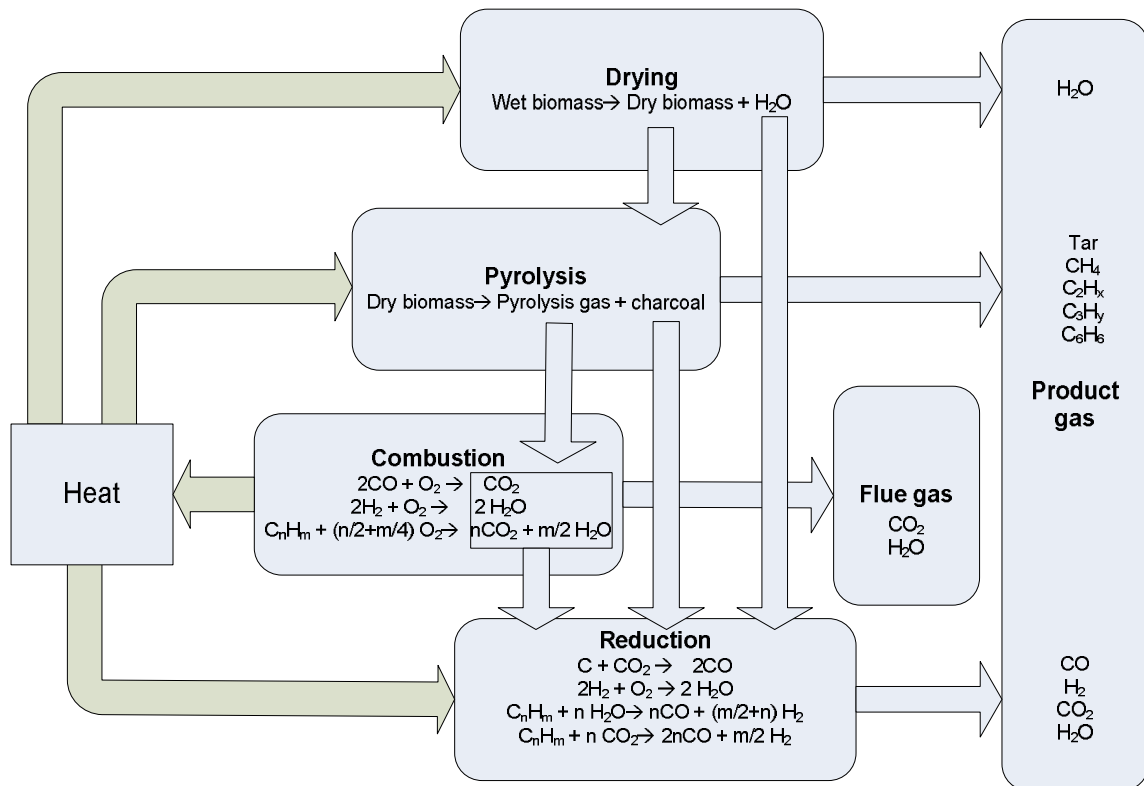 Drying
Wet biomass→ Dry biomass + H₂O
H₂O
Pyrolysis
Dry biomass→ Pyrolysis gas + charcoal
Tar
CH₄
C₂Hₓ
C₃Hᵧ
C₆H₆
Product
gas
Heat
Combustion
2CO + O₂ → CO₂
2H₂ + O₂→ 2 H₂O
CₙHₘ + (n/2+m/4) O₂→ nCO₂ + m/2 H₂O
Flue gas
CO₂
H₂O
Reduction
C + CO₂→ 2CO
2H₂ + O₂→ 2 H₂O
CₙHₘ + n H₂O→ nCO + (m/2+n) H₂
CₙHₘ + n CO₂→ 2nCO + m/2 H₂
CO
H₂
CO₂
H₂O